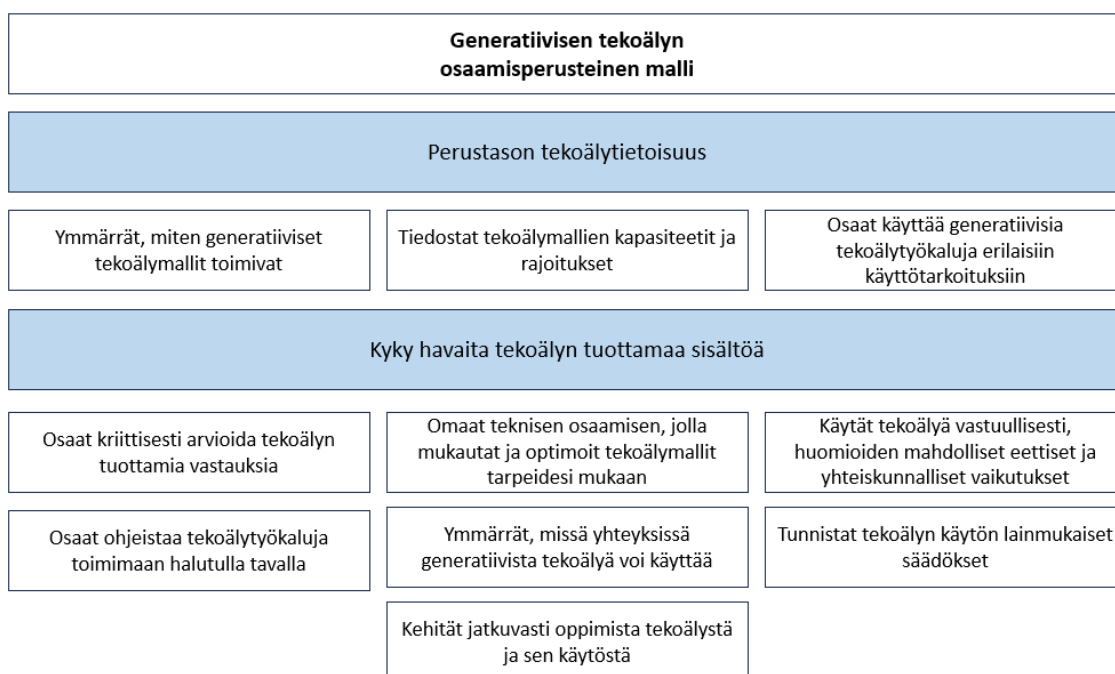 Generatiivisen tekoälyn
osaamisperusteinen malli
Perustason tekoälytietoisuus
Ymmärrät, miten generatiiviset
tekoälymallit toimivat
Tiedostat tekoälymallien kapasiteetit ja
rajoitukset
Osaat käyttää generatiivisia
tekoälytyökaluja erilaisiin
käyttötarkoituksiin
Kyky havaita tekoälyn tuottamaa sisältöä
Osaat kriittisesti arvioida tekoälyn
tuottamia vastauksia
Omaat teknisen osaamisen, jolla
mukautat ja optimoit tekoälymallit
tarpeidesi mukaan
Käytät tekoälyä vastuullisesti,
huomioiden mahdolliset eettiset ja
yhteiskunnalliset vaikutukset
Osaat ohjeistaa tekoälytyökaluja
toimimaan halutulla tavalla
Ymmärrät, missä yhteyksissä
generatiivista tekoälyä voi käyttää
Tunnistat tekoälyn käytön lainmukaiset
säädökset
Kehität jatkuvasti oppimista tekoälystä
ja sen käytöstä